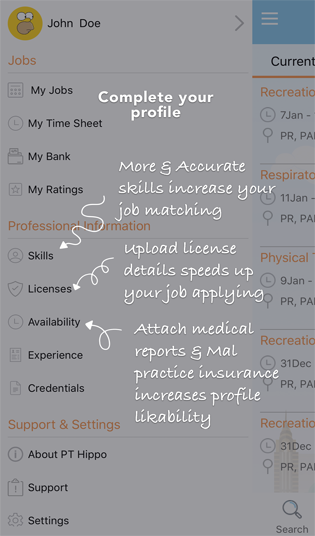 John Doe
Current
Jobs
My Jobs
My Time Sheet
My Bank
My Ratings
Complete your
profile
More & Accurate
skills increase your
job matching
Professional Information
Skills
Licenses
Availability
Experience
Credentials
Upload license
details speeds up
your job applying
Attach medical
reports & Mal
practice insurance
increases profile
likability
Support & Settings
About PT Hippo
Support
Settings
Recreatio
7Jan -
PR, PA
Respirato
11Jan -
PR, PA
Physical T
9Jan -
PR, PA
Recreatio
31Dec
PR, PA
Recreatio
31Dec
PR, PA
Search